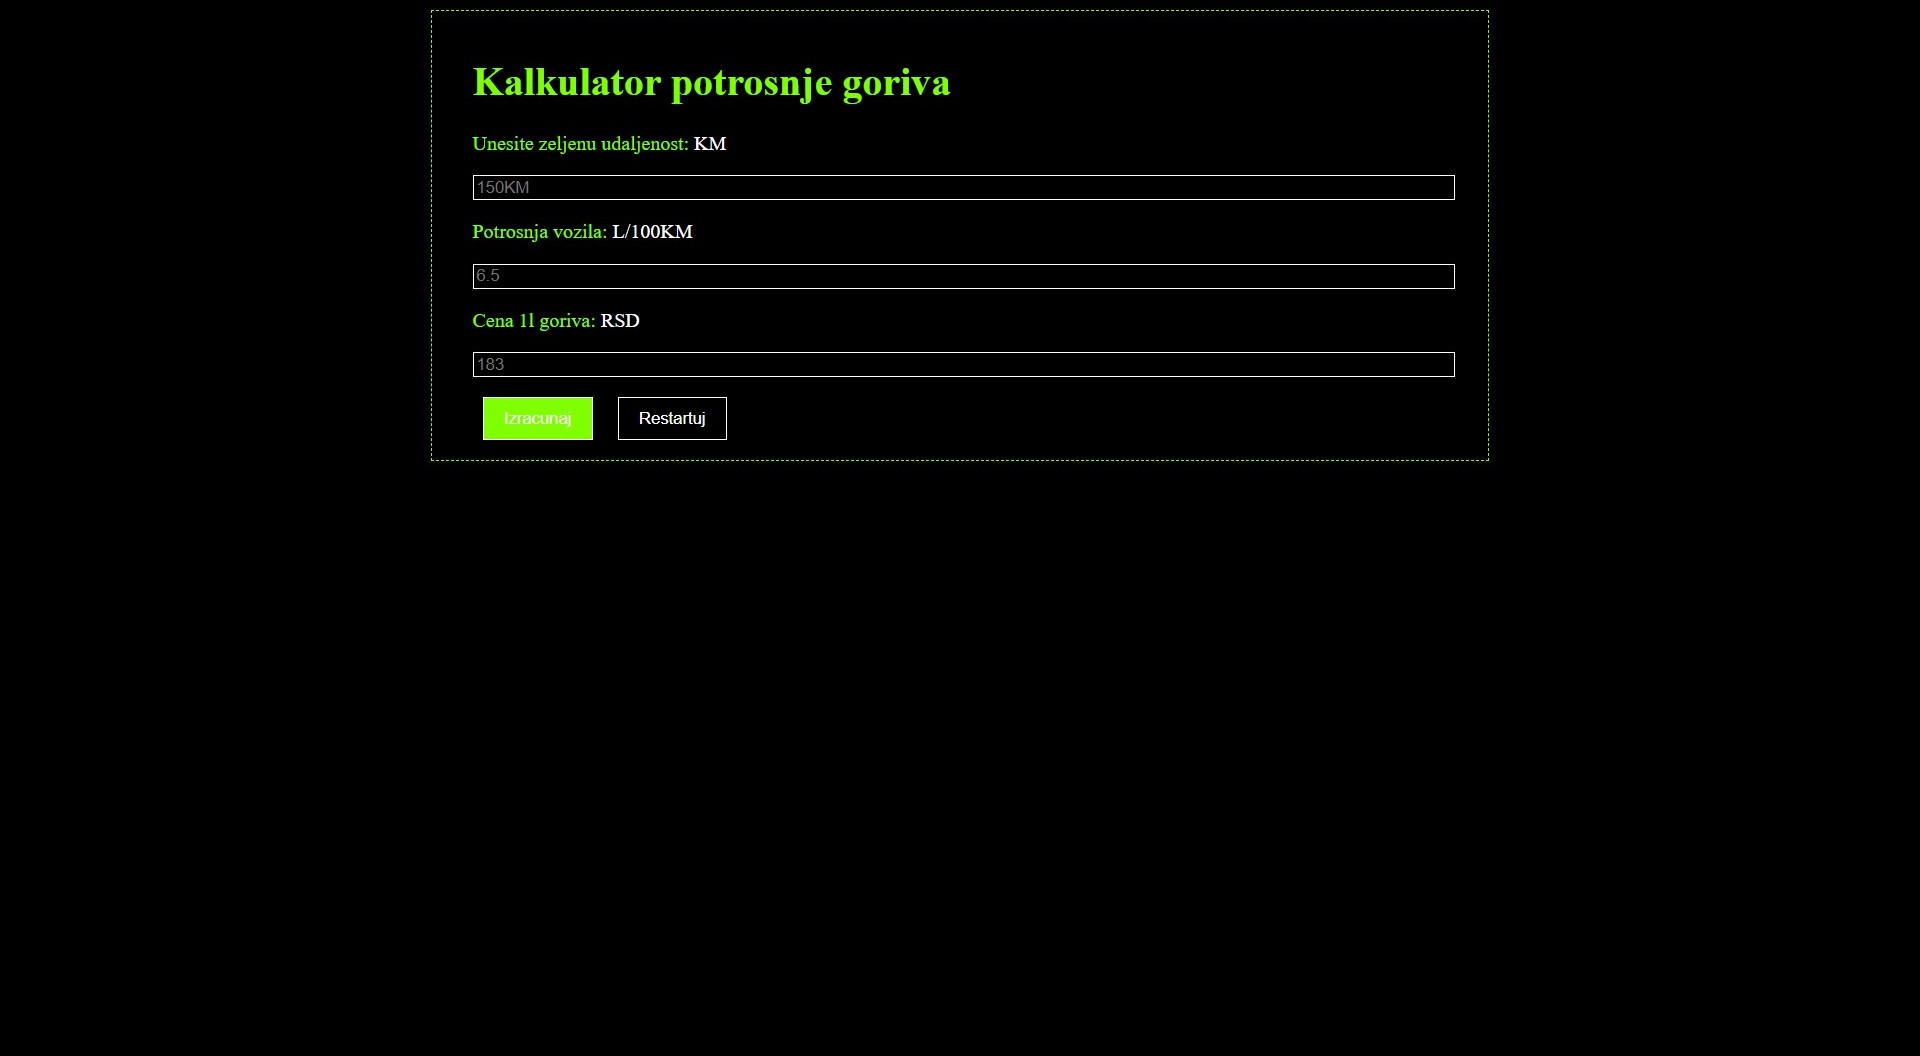 Kalkulator potrosnje goriva
Unesite zeljenu udaljenost: KM
150KM
Potrosnja vozila: L/100KM
6.5
Cena 1l goriva: RSD
183
Izracunaj Restartuj